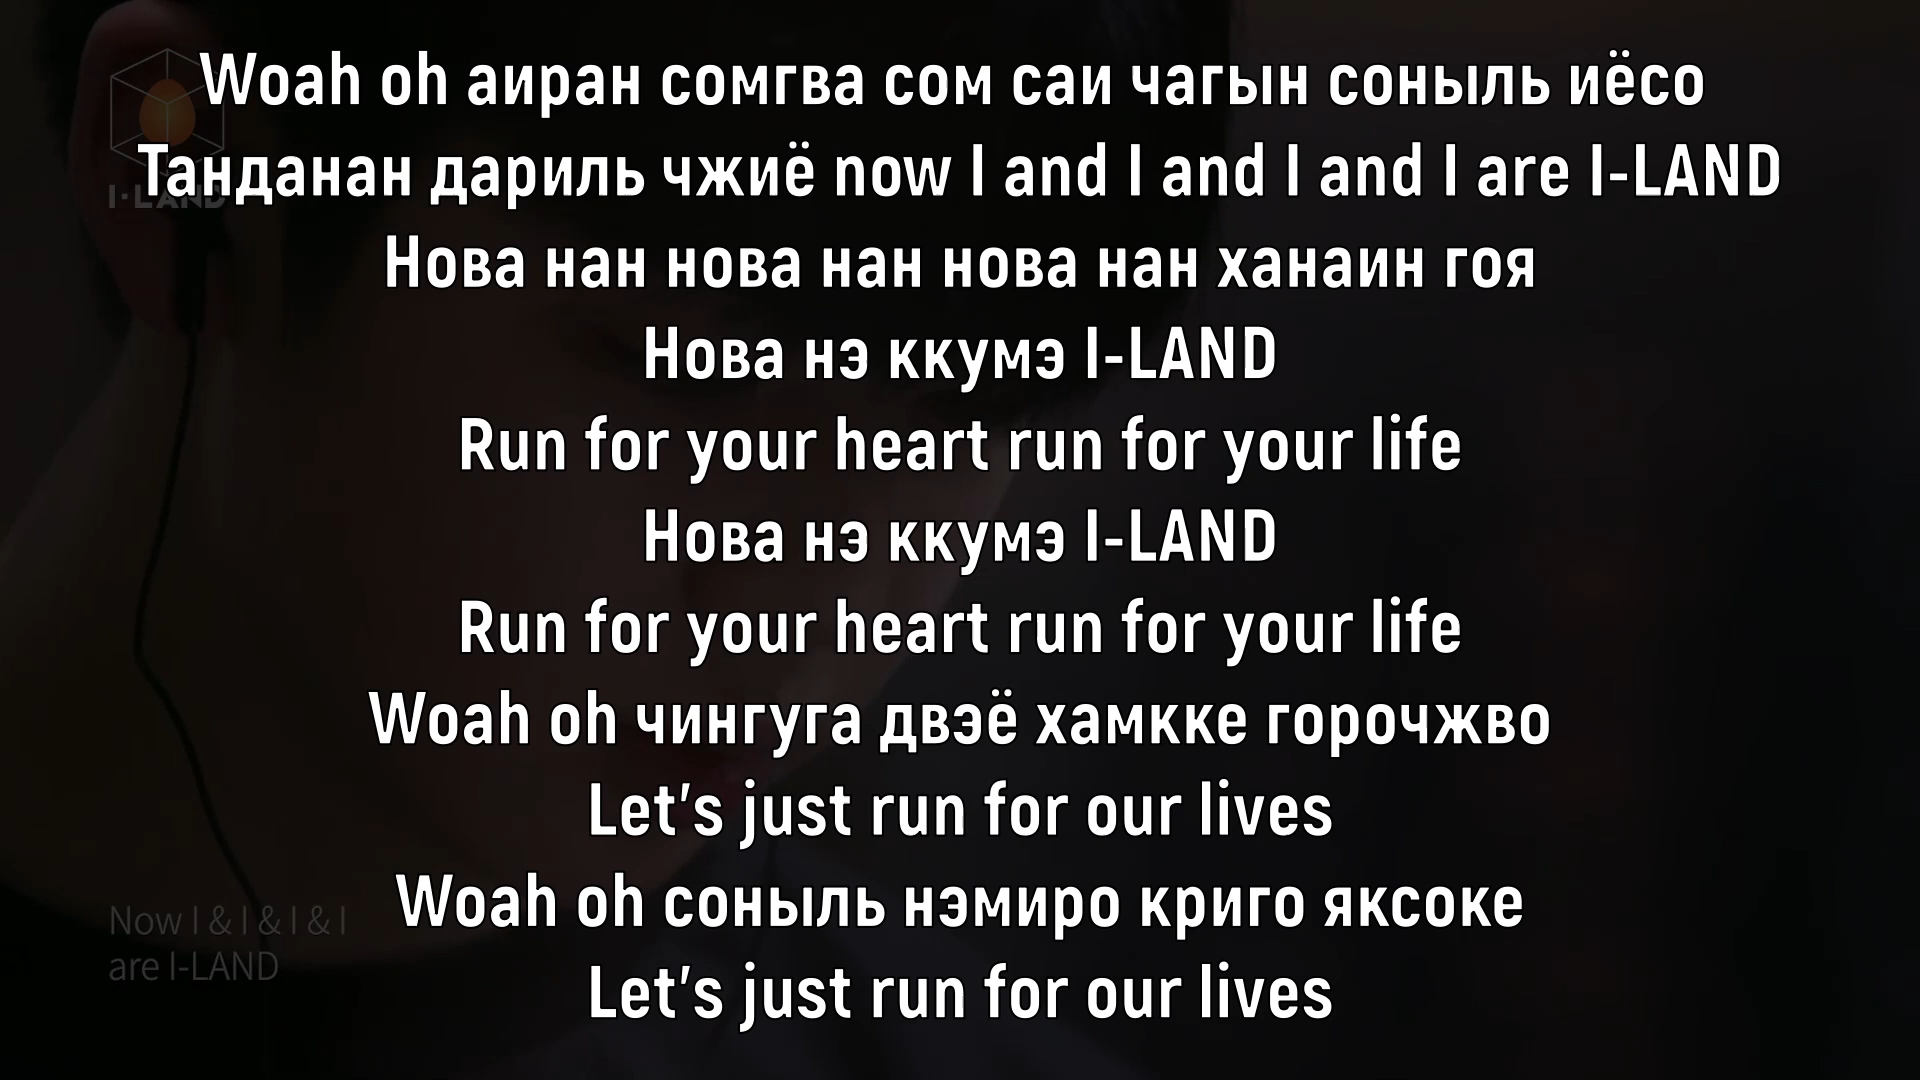 Woah oh аиран сомгва сом саи чагын соныль иёсо
Танданан дариль чжиё now I and I and I and I are I-LAND
Нова нан нова нан нова нан ханаин гоя
Нова нэ ккумэ I-LAND
Run for your heart run for your life
Нова нэ ккумэ I-LAND
Run for your heart run for your life
Woah oh чингуга двэё хамкке горочжво
Let's just run for our lives
Woah oh соныль нэмиро криго яксоке
Let's just run for our lives
I·LAND
Now I & I & I & I
are I-LAND